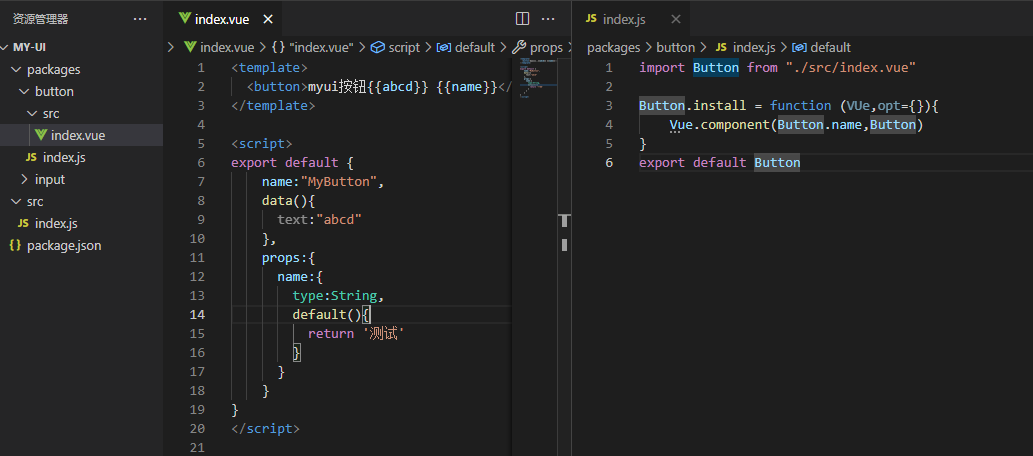 资源管理器
MY-UI
packages
button
src
index.vue
index.js
input
src
index.js
package.json
index.vue
index.vue > {} "index.vue" > script > default > props >
1 <template>
2 <button>myui按钮{{abcd}} {{name}}</
3 </template>
4
5 <script>
6 export default {
7 name:"MyButton",
8 data(){
9 text:"abcd"
10 },
11 props:{
12 name:{
13 type:String,
14 default(){
15 return '测试'
16 }
17 }
18 }
19 }
20 </script>
21
JS index.js
packages > button > JS index.js > default
1 import Button from "./src/index.vue"
2
3 Button.install = function (VUe,opt={}){
4 Vue.component(Button.name,Button)
5 }
6 export default Button